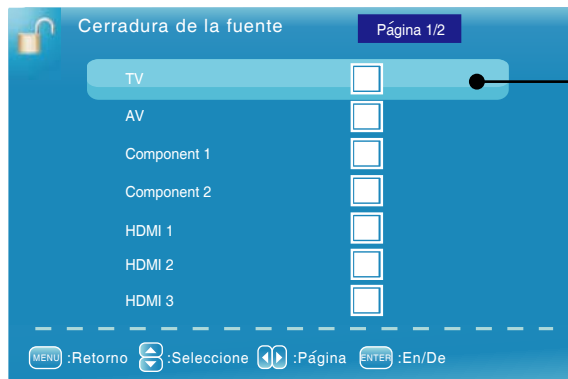 Cerradura de la fuente Página 1/2
TV
AV
Component 1
Component 2
HDMI 1
HDMI 2
HDMI 3
MENU :Retorno :Seleccione :Página ENTER :En/De